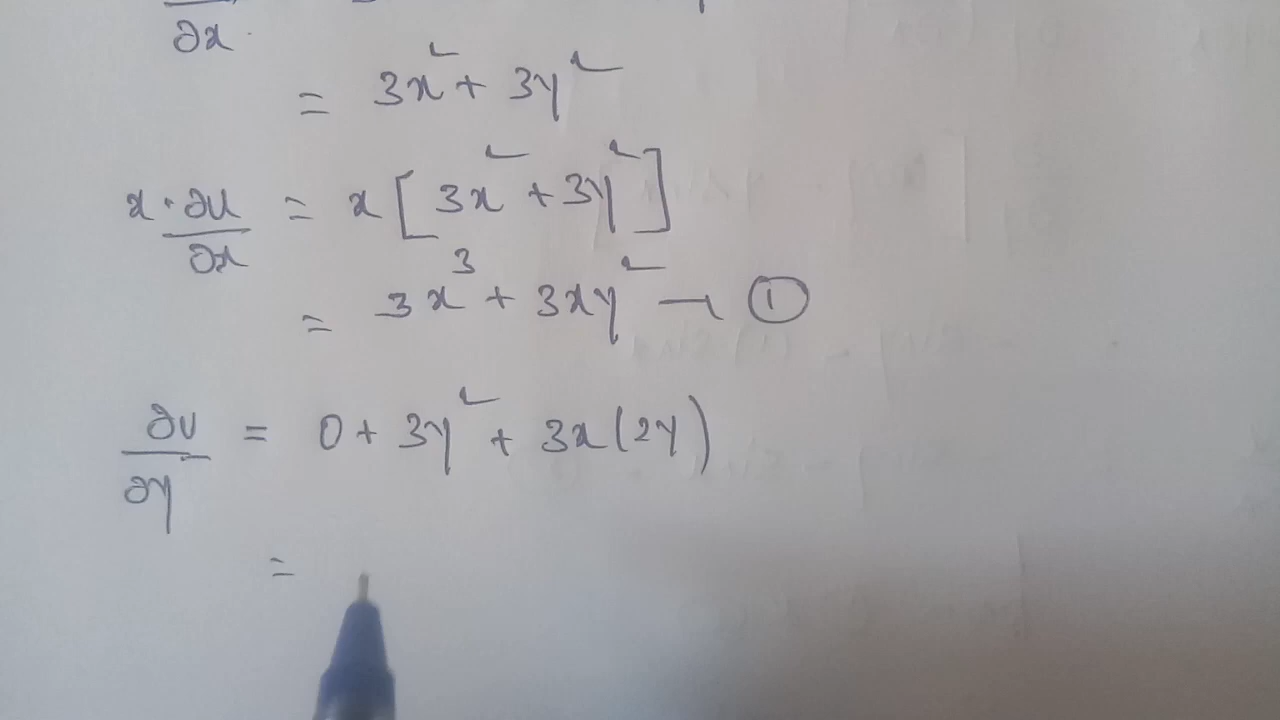 ∂x
= 3x² + 3y²
x · ∂u/∂x = x [ 3x² + 3y² ]
= 3x³ + 3xy² → ①
∂u/∂y = 0 + 3y² + 3x(2y)
=